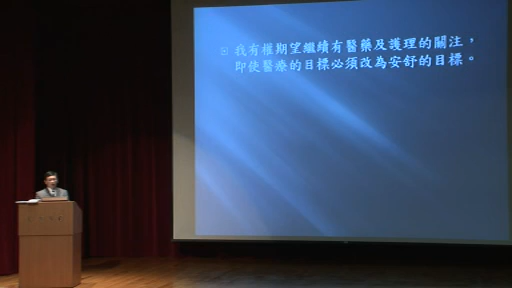 我有權期望繼續有醫藥及護理的關注，
即使醫療的目標必須改為安舒的目標。